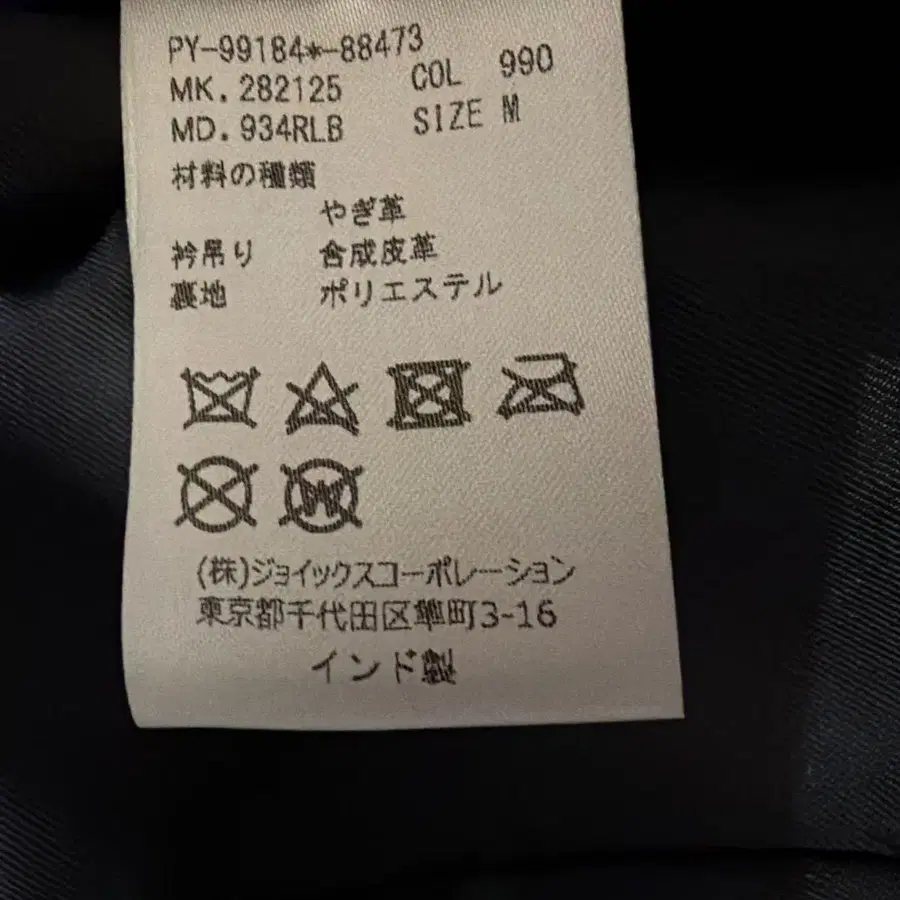 PY-99184*-88473
MK.282125 COL 990
MD.934RLB SIZE M
材料の種類
やぎ革
衿吊り 合成皮革
裏地 ポリエステル
(株)ジョイックスコーポレーション
東京都千代田区隼町3-16
インド製